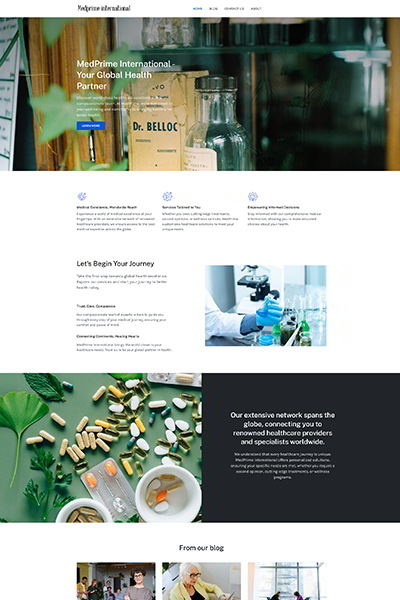 Medprime international
HOME
BLOG
CONTACT US
ABOUT
MedPrime International -
Your Global Health
Partner
LEARN MORE
Dr. BELLOC
Medical Excellence, Worldwide Reach
Experience a world of medical excellence at your
fingertips. With an extensive network of renowned
healthcare providers, we ensure access to the best
medical expertise across the globe.
Services Tailored to You
Whether you seek cutting-edge treatments,
second opinions, or wellness services, MedPrime
customizes healthcare solutions to meet your
unique needs.
Empowering Informed Decisions
Stay informed with our comprehensive medical
information, allowing you to make educated
choices about your health.
Let's Begin Your Journey
Take the first step toward global health excellence.
Explore our services and start your journey to better
health today.
Trust, Care, Compassion
Our compassionate team of experts is here to guide you
through every step of your medical journey, ensuring your
comfort and peace of mind.
Connecting Continents, Healing Hearts
MedPrime International brings the world closer to your
healthcare needs. Trust us to be your global partner in health.
Our extensive network spans the
globe, connecting you to
renowned healthcare providers
and specialists worldwide.
We understand that every healthcare journey is unique.
MedPrime International offers personalized solutions,
ensuring your specific needs are met, whether you require a
second opinion, cutting-edge treatments, or wellness
programs.
From our blog